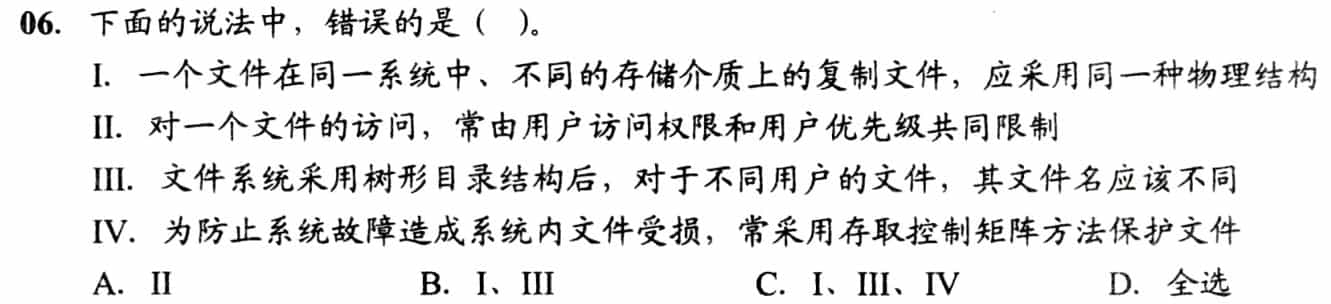 06. 下面的说法中，错误的是（ ）。
I. 一个文件在同一系统中、不同的存储介质上的复制文件，应采用同一种物理结构
II. 对一个文件的访问，常由用户访问权限和用户优先级共同限制
III. 文件系统采用树形目录结构后，对于不同用户的文件，其文件名应该不同
IV. 为防止系统故障造成系统内文件受损，常采用存取控制矩阵方法保护文件
A. II B. I、III C. I、III、IV D. 全选